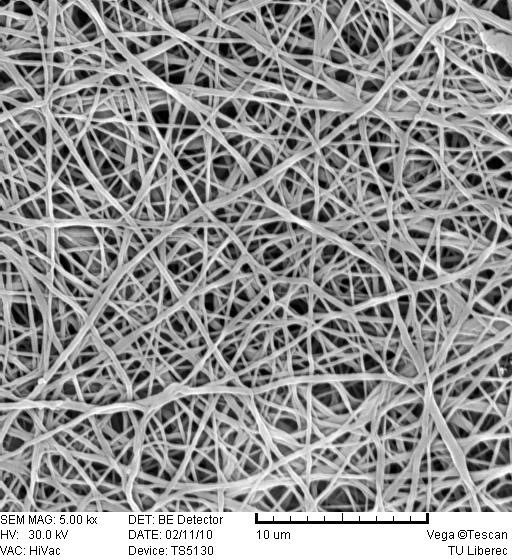 SEM MAG: 5.00 kx DET: BE Detector
HV: 30.0 kV DATE: 02/11/10 10 um Vega ©Tescan
VAC: HiVac Device: TS5130 TU Liberec